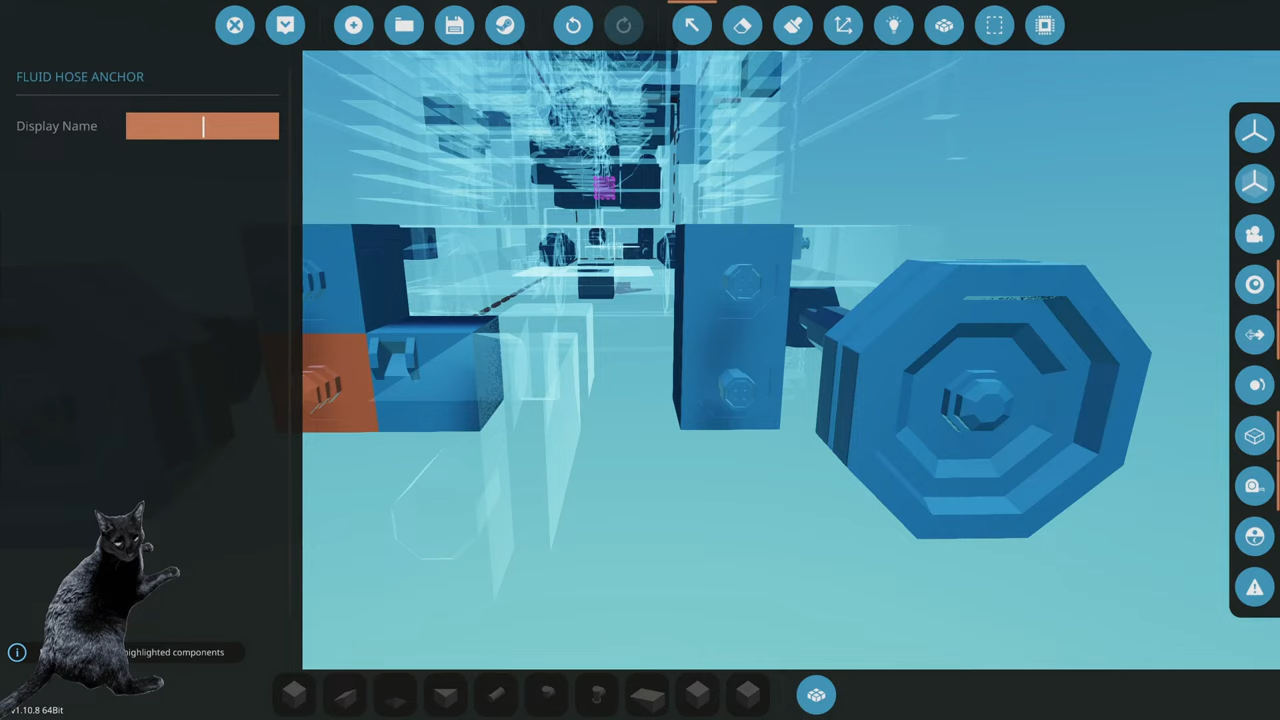 FLUID HOSE ANCHOR
Display Name
highlighted components
v1.10.8 64Bit